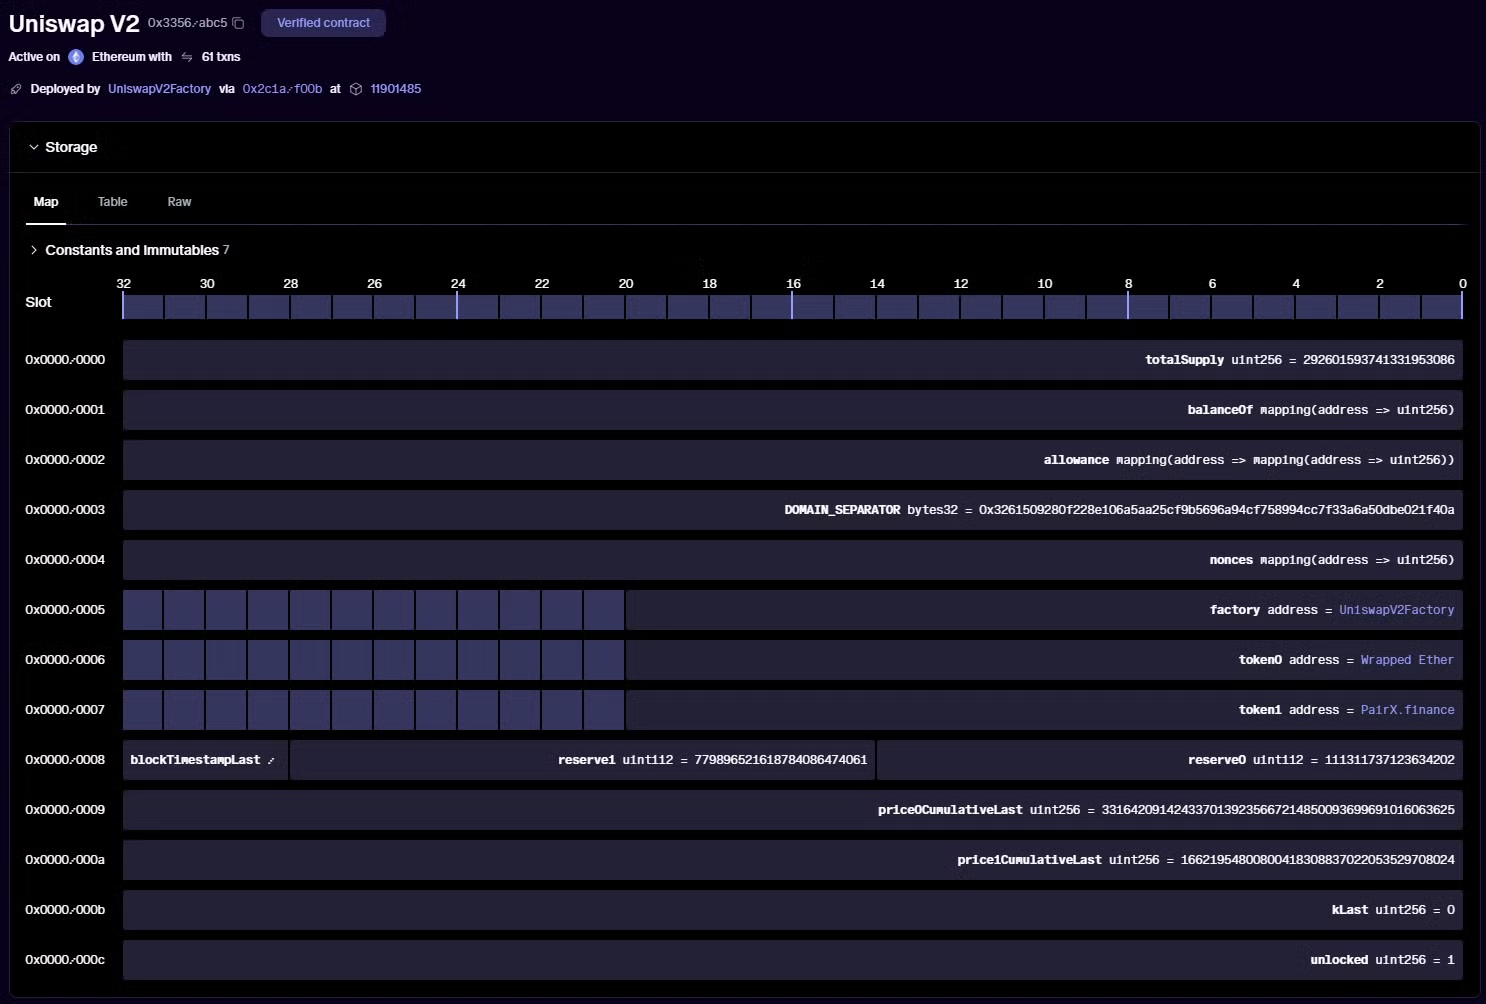 Uniswap V2 0x3356⋰abc5 Verified contract
Active on Ethereum with 61 txns
Deployed by UniswapV2Factory via 0x2c1a⋰f00b at 11901485
Storage
Map Table Raw
Constants and Immutables 7
32 30 28 26 24 22 20 18 16 14 12 10 8 6 4 2 0
Slot
0x0000⋰0000 totalSupply uint256 = 292601593741331953086
0x0000⋰0001 balanceOf mapping(address => uint256)
0x0000⋰0002 allowance mapping(address => mapping(address => uint256))
0x0000⋰0003 DOMAIN_SEPARATOR bytes32 = 0x3261509280f228e106a5aa25cf9b5696a94cf758994cc7f33a6a50dbe021f40a
0x0000⋰0004 nonces mapping(address => uint256)
0x0000⋰0005 factory address = UniswapV2Factory
0x0000⋰0006 token0 address = Wrapped Ether
0x0000⋰0007 token1 address = PairX.finance
0x0000⋰0008 blockTimestampLast ⋰ reserve1 uint112 = 779896521618784086474061 reserve0 uint112 = 111311737123634202
0x0000⋰0009 price0CumulativeLast uint256 = 33164209142433701392356672148500936996910160636​25
0x0000⋰000a price1CumulativeLast uint256 = 16621954800800418308837022053529708024
0x0000⋰000b kLast uint256 = 0
0x0000⋰000c unlocked uint256 = 1